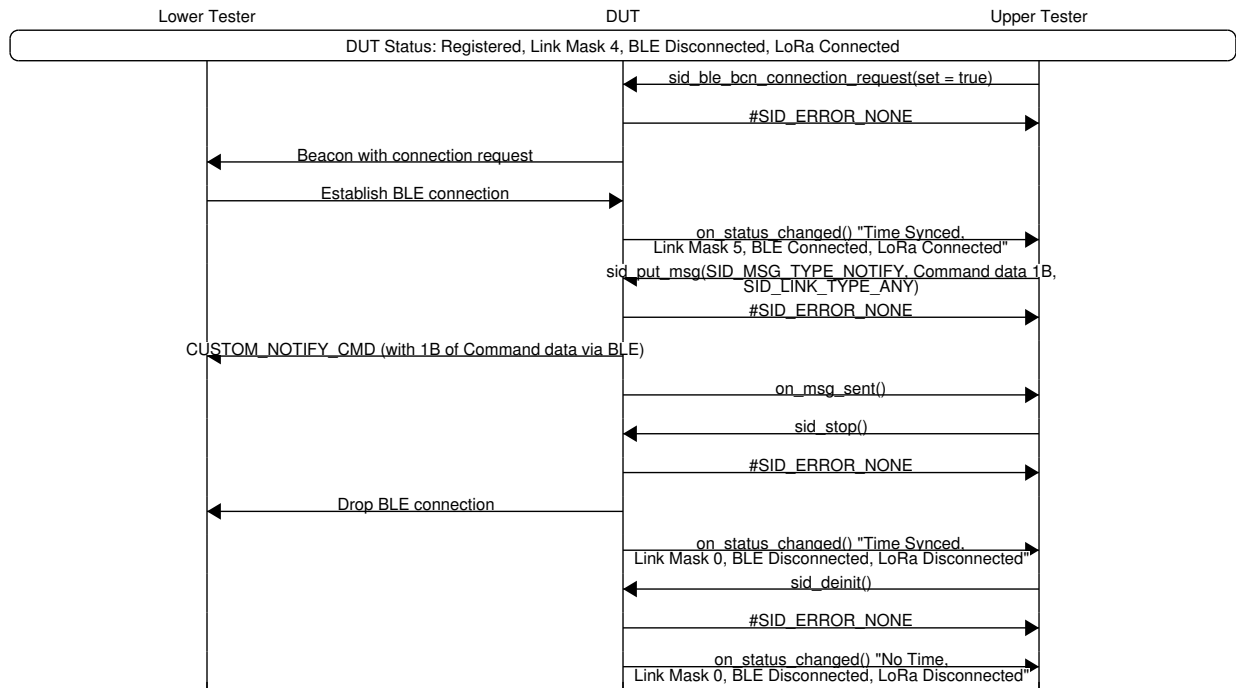 Lower Tester DUT Upper Tester
DUT Status: Registered, Link Mask 4, BLE Disconnected, LoRa Connected
sid_ble_bcn_connection_request(set = true)
#SID_ERROR_NONE
Beacon with connection request
Establish BLE connection
on_status_changed() "Time Synced,
Link Mask 5, BLE Connected, LoRa Connected"
sid_put_msg(SID_MSG_TYPE_NOTIFY, Command data 1B,
SID_LINK_TYPE_ANY)
#SID_ERROR_NONE
CUSTOM_NOTIFY_CMD (with 1B of Command data via BLE)
on_msg_sent()
sid_stop()
#SID_ERROR_NONE
Drop BLE connection
on_status_changed() "Time Synced,
Link Mask 0, BLE Disconnected, LoRa Disconnected"
sid_deinit()
#SID_ERROR_NONE
on_status_changed() "No Time,
Link Mask 0, BLE Disconnected, LoRa Disconnected"